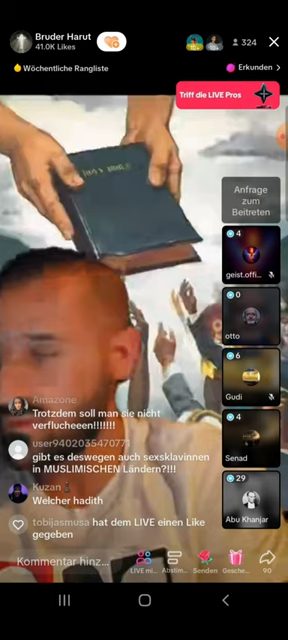 Bruder Harut
41.0K Likes
324
Wöchentliche Rangliste
Erkunden >
Triff die LIVE Pros
HOLY BIBLE
Anfrage
zum
Beitreten
4
geist.offi...
0
otto
6
Gudi
4
Senad
29
Abu Khanjar
Amazone
Trotzdem soll man sie nicht
verflucheeen!!!!!!!
user9402035470771
gibt es deswegen auch sexsklavinnen
in MUSLIMISCHEN Ländern?!!!
Kuzan
Welcher hadith
tobijasmusa hat dem LIVE einen Like
gegeben
Kommentar hinz...
LIVE mi...
Abstim...
Senden
Gesche...
90